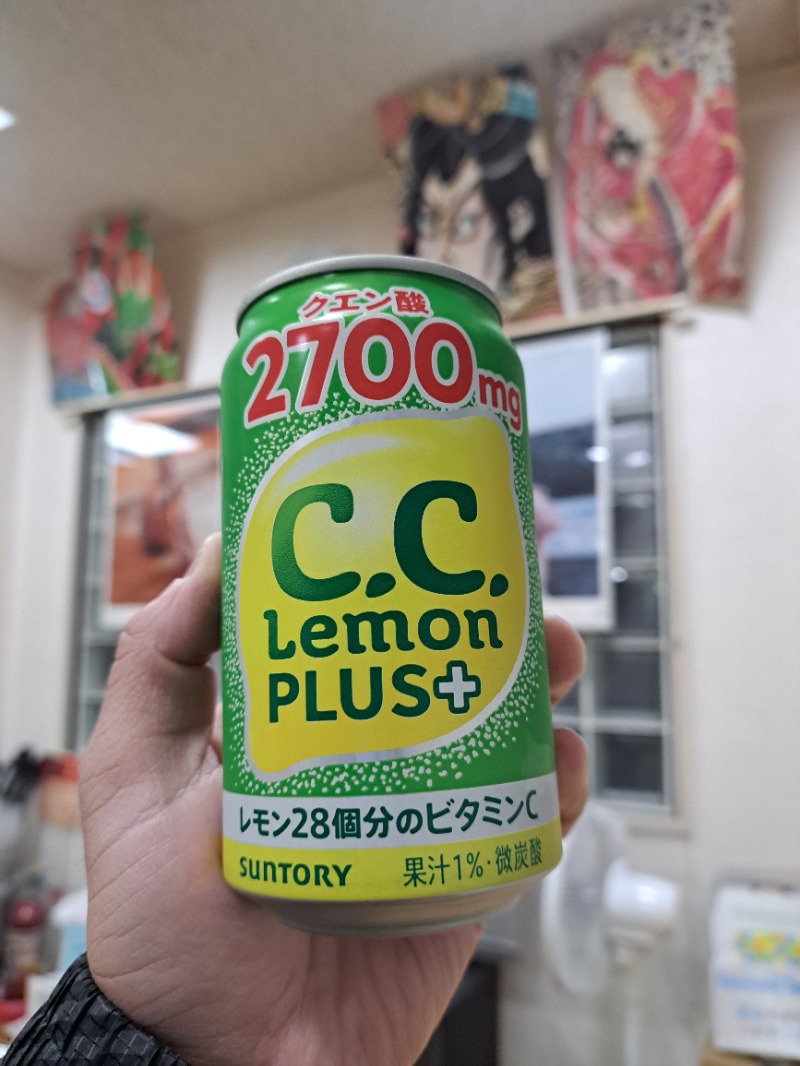 クエン酸
2700mg
C.C.
Lemon
PLUS+
レモン28個分のビタミンC
SUNTORY 果汁1%・微炭酸